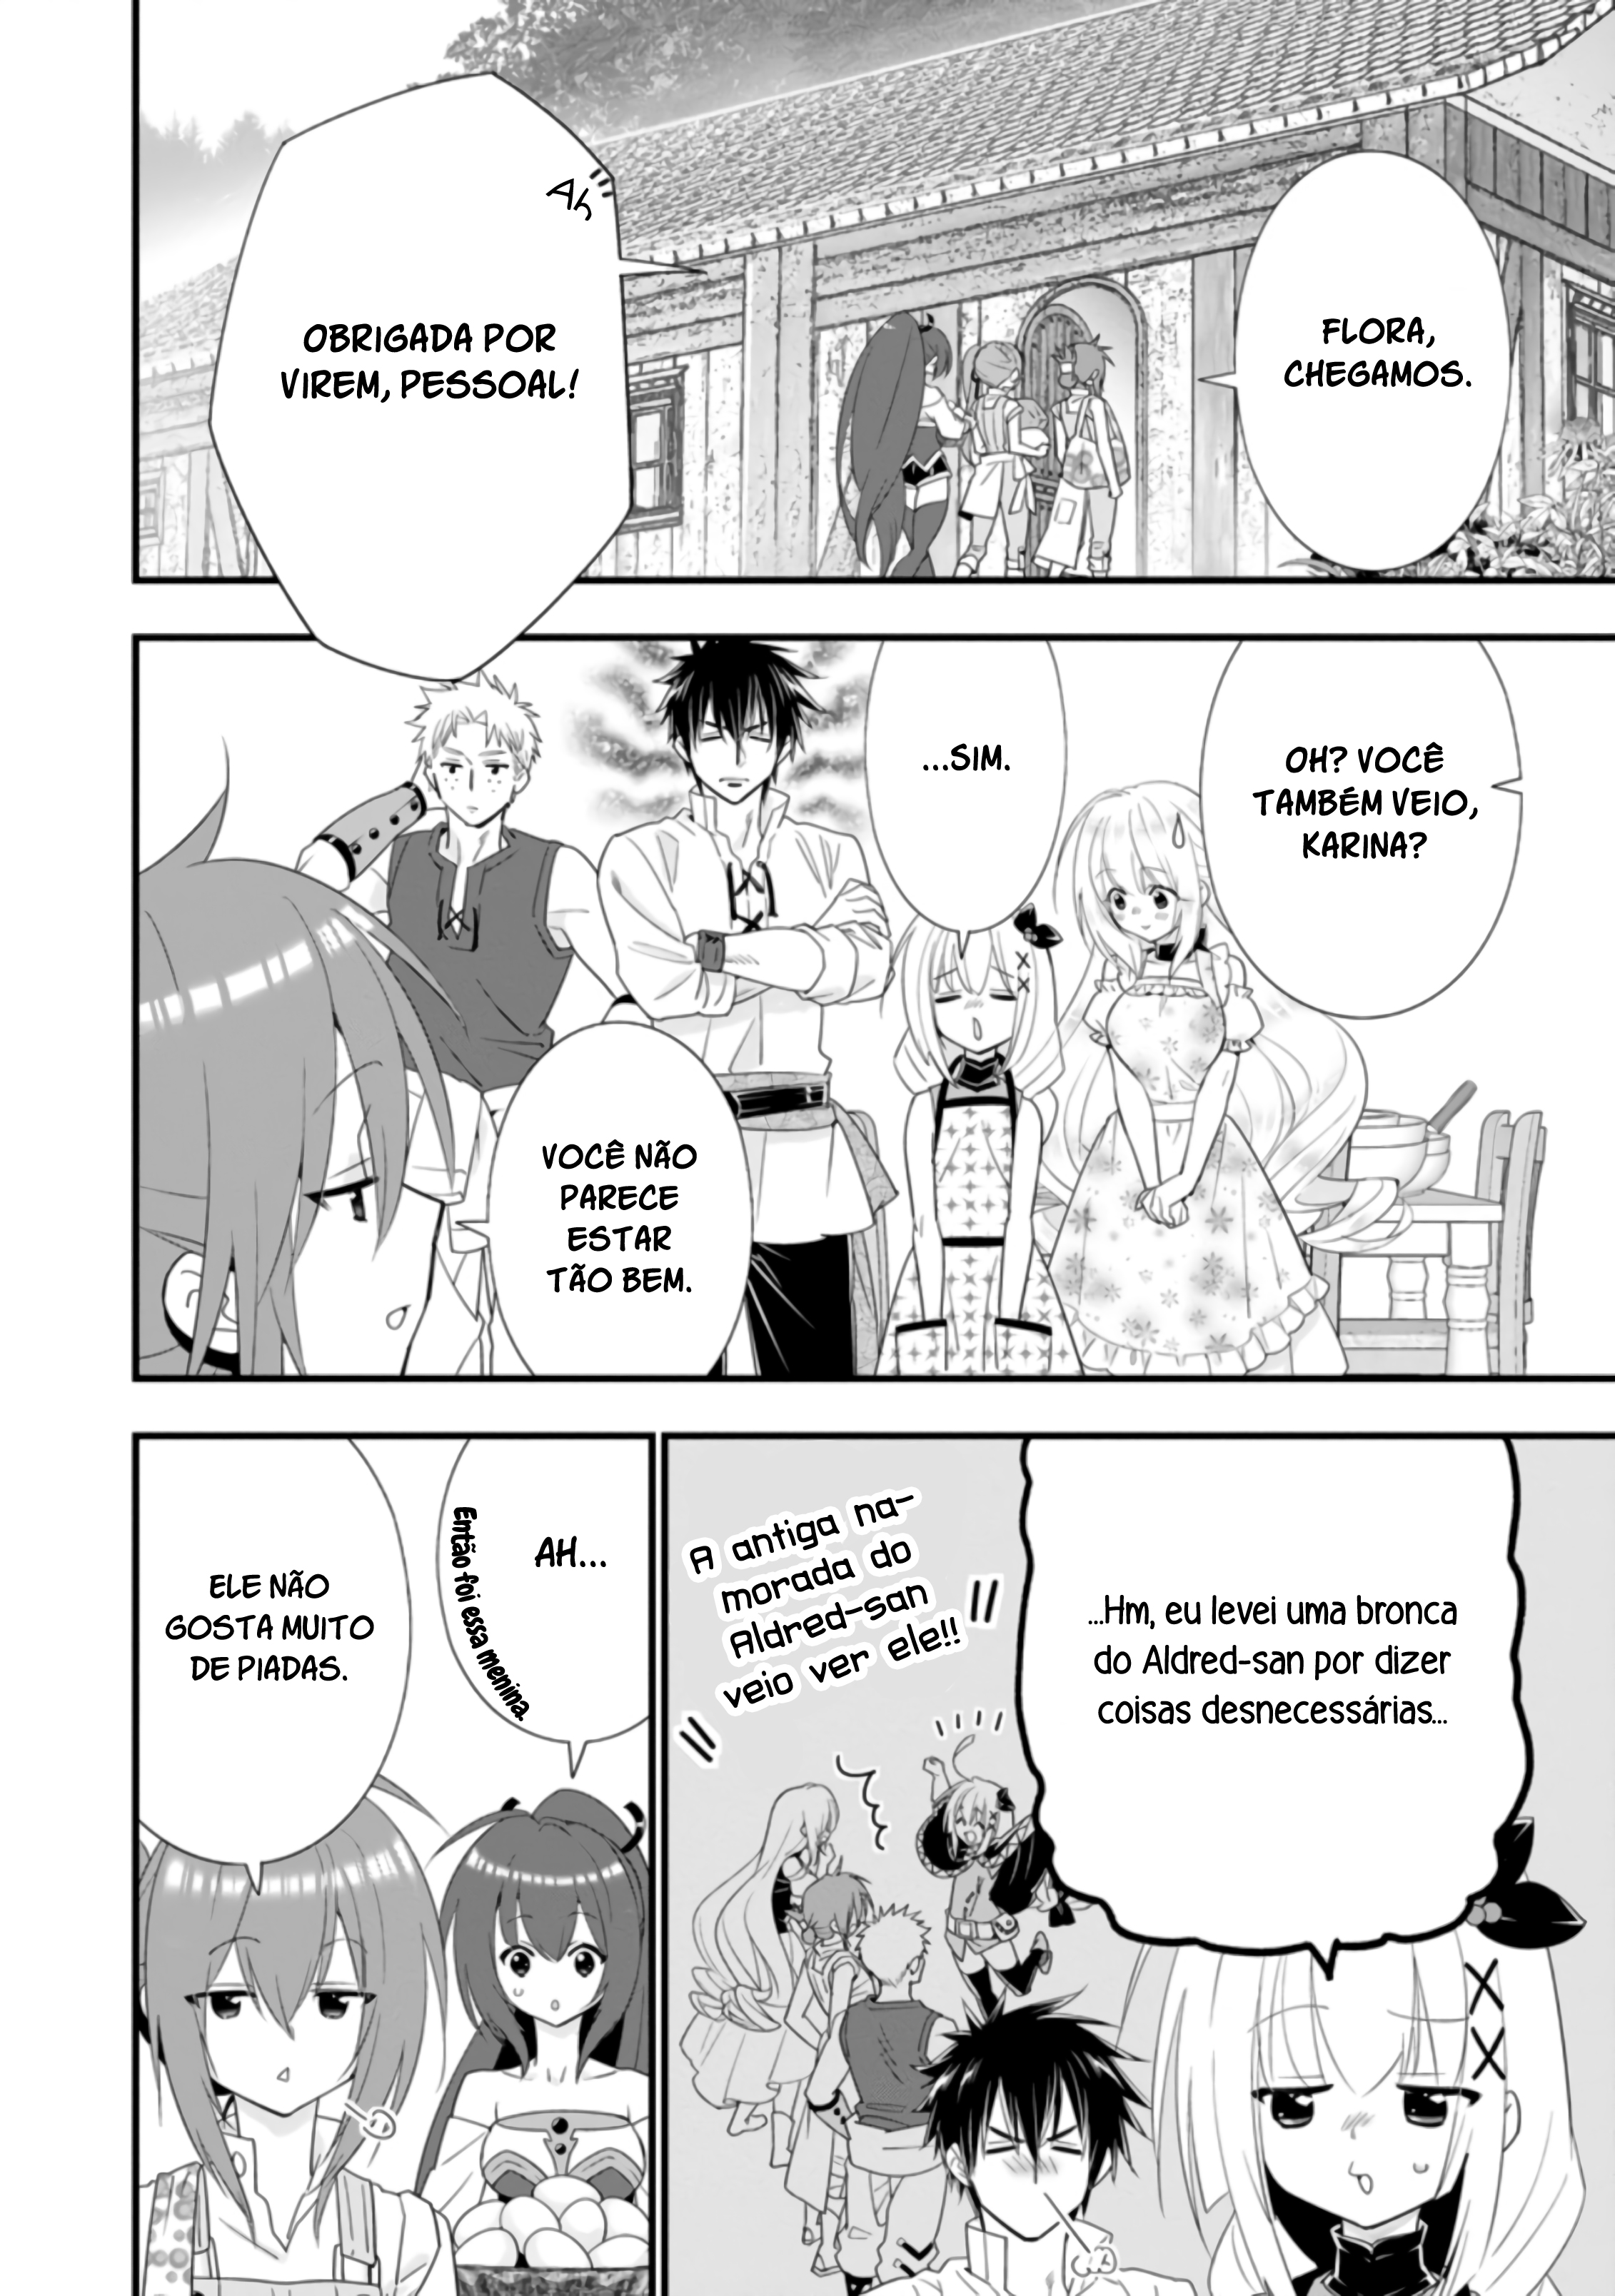 FLORA,
CHEGAMOS.
Ah
OBRIGADA POR
VIREM, PESSOAL!
OH? VOCÊ
TAMBÉM VEIO,
KARINA?
...SIM.
VOCÊ NÃO
PARECE
ESTAR
TÃO BEM.
...Hm, eu levei uma bronca
do Aldred-san por dizer
coisas desnecessárias...
A antiga na-
morada do
Aldred-san
veio ver ele!!
AH...
Então foi essa menina.
ELE NÃO
GOSTA MUITO
DE PIADAS.